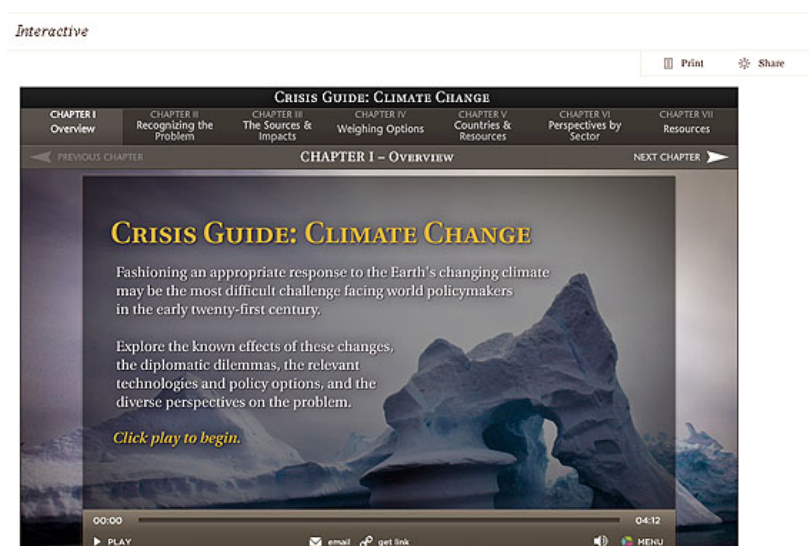 Interactive
Print Share
CRISIS GUIDE: CLIMATE CHANGE
CHAPTER I CHAPTER II CHAPTER III CHAPTER IV CHAPTER V CHAPTER VI CHAPTER VII
Overview Recognizing the Problem The Sources & Impacts Weighing Options Countries & Resources Perspectives by Sector Resources
PREVIOUS CHAPTER CHAPTER I – OVERVIEW NEXT CHAPTER
CRISIS GUIDE: CLIMATE CHANGE
Fashioning an appropriate response to the Earth's changing climate
may be the most difficult challenge facing world policymakers
in the early twenty-first century.
Explore the known effects of these changes,
the diplomatic dilemmas, the relevant
technologies and policy options, and the
diverse perspectives on the problem.
Click play to begin.
00:00 04:12
PLAY email get link MENU